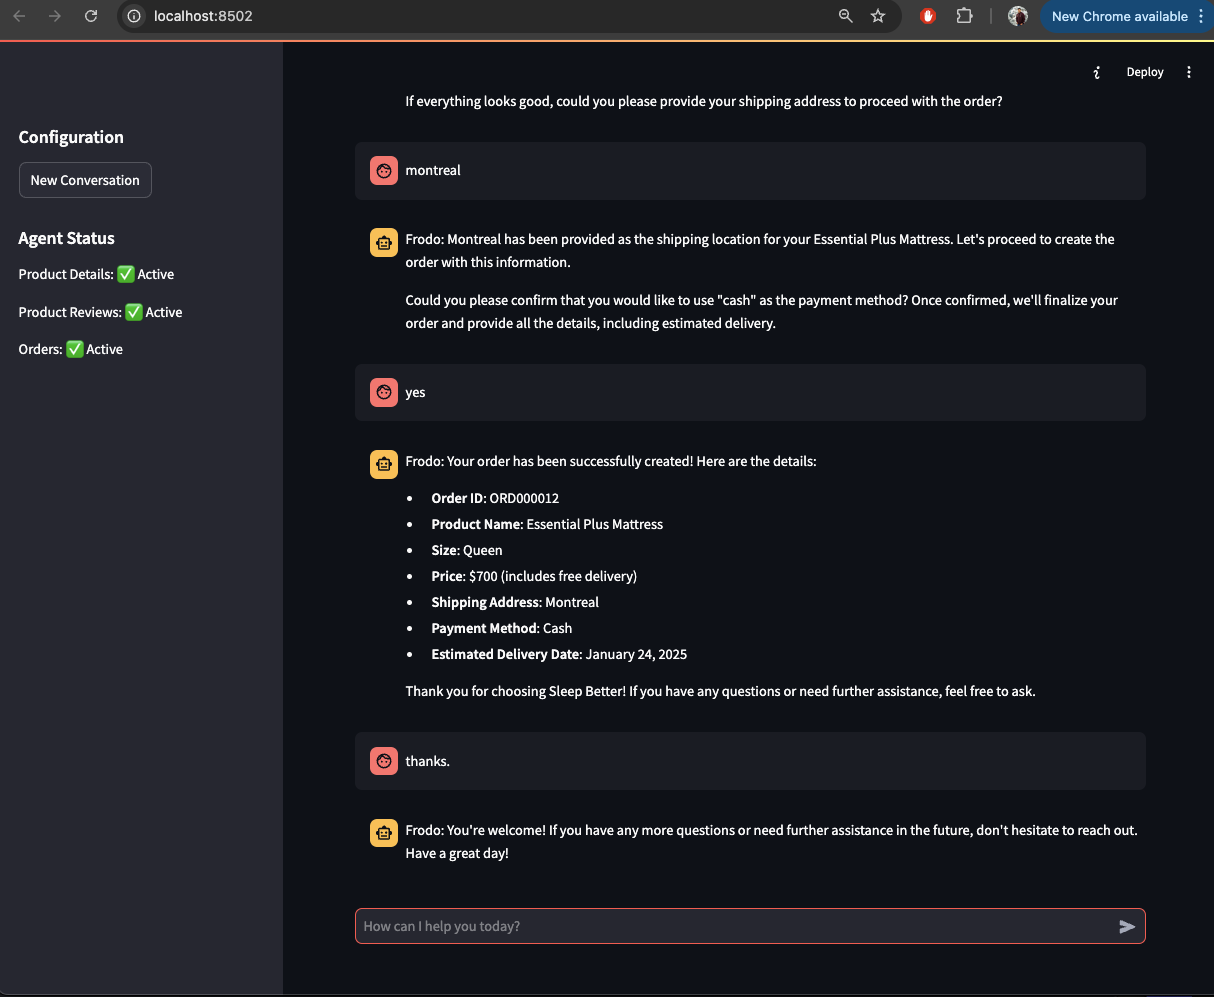 localhost:8502
New Chrome available
Deploy
Configuration
New Conversation
Agent Status
Product Details: ✅ Active
Product Reviews: ✅ Active
Orders: ✅ Active
If everything looks good, could you please provide your shipping address to proceed with the order?
montreal
Frodo: Montreal has been provided as the shipping location for your Essential Plus Mattress. Let's proceed to create the
order with this information.
Could you please confirm that you would like to use "cash" as the payment method? Once confirmed, we'll finalize your
order and provide all the details, including estimated delivery.
yes
Frodo: Your order has been successfully created! Here are the details:
• Order ID: ORD000012
• Product Name: Essential Plus Mattress
• Size: Queen
• Price: $700 (includes free delivery)
• Shipping Address: Montreal
• Payment Method: Cash
• Estimated Delivery Date: January 24, 2025
Thank you for choosing Sleep Better! If you have any questions or need further assistance, feel free to ask.
thanks.
Frodo: You're welcome! If you have any more questions or need further assistance in the future, don't hesitate to reach out.
Have a great day!
How can I help you today?